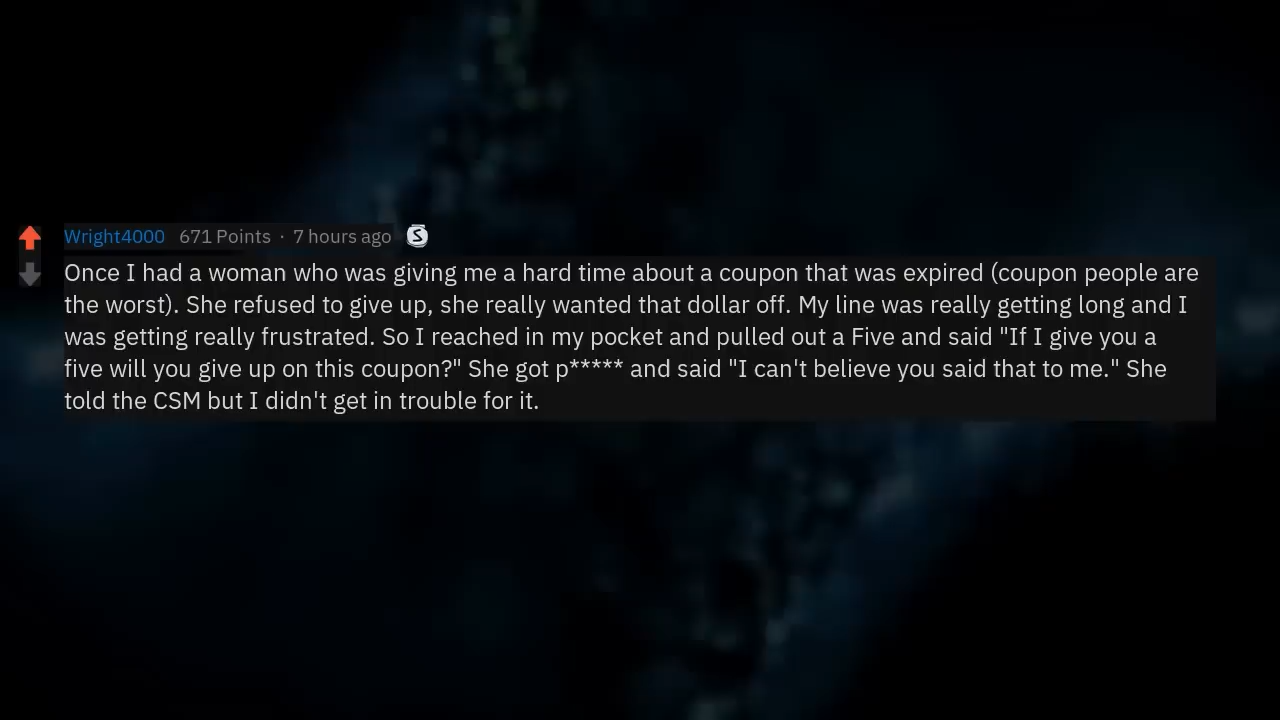 Wright4000 671 Points · 7 hours ago S
Once I had a woman who was giving me a hard time about a coupon that was expired (coupon people are
the worst). She refused to give up, she really wanted that dollar off. My line was really getting long and I
was getting really frustrated. So I reached in my pocket and pulled out a Five and said "If I give you a
five will you give up on this coupon?" She got p***** and said "I can't believe you said that to me." She
told the CSM but I didn't get in trouble for it.